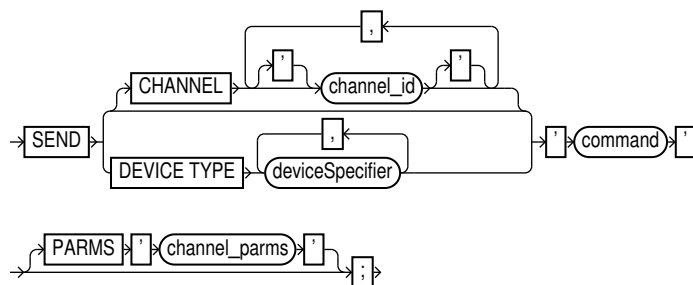 ,
CHANNEL ' channel_id '
SEND
,
DEVICE TYPE deviceSpecifier
' command '
PARMS ' channel_parms '
;